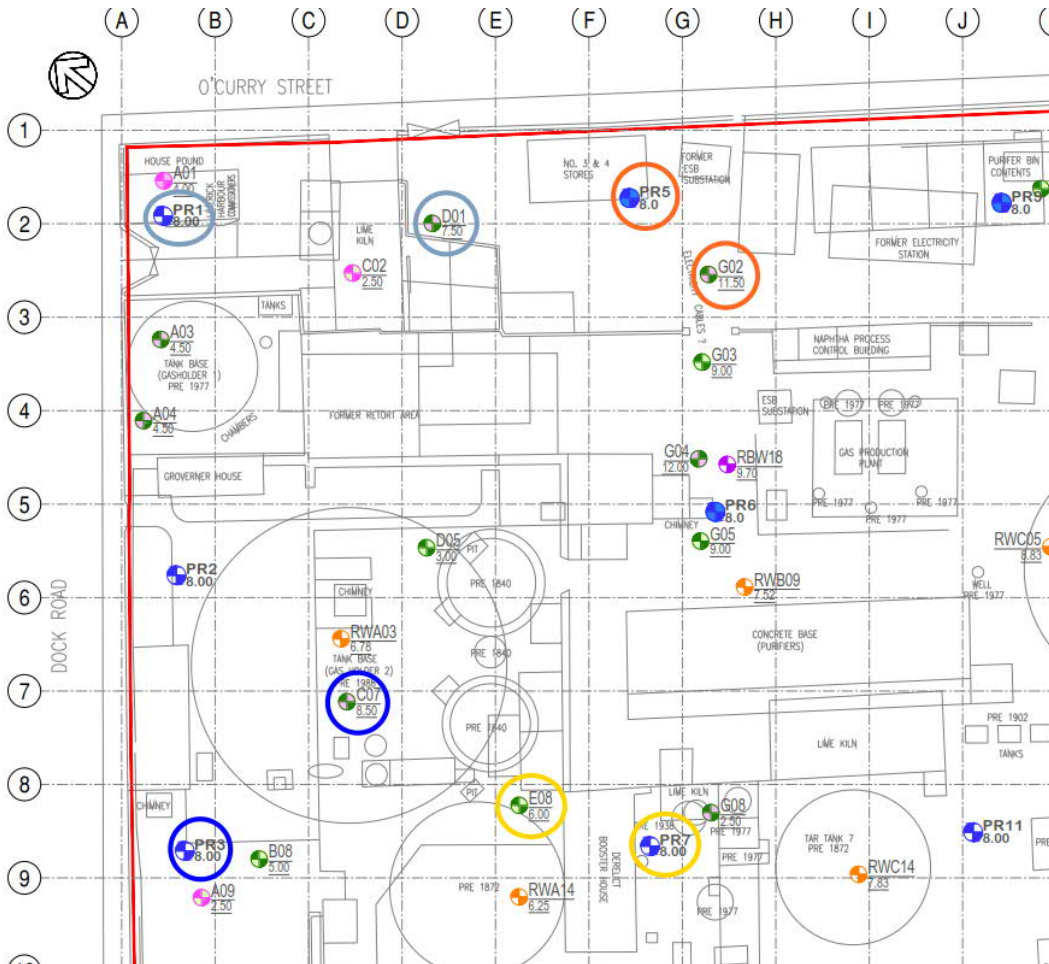 A B C D E F G H I J
O'CURRY STREET
1
HOUSE POUND
A01
4.00
HARBOUR
COMMISSIONERS
PR1
8.00
NO. 3 & 4
STORES
FORMER
ESB
SUBSTATION
PR5
8.0
PURIFER BIN
CONTENTS
PR9
8.0
2
D01
7.50
LIME
KILN
C02
2.50
G02
11.50
FORMER ELECTRICITY
STATION
ELECTRICITY CABLES ?
3
TANKS
A03
4.50
TANK BASE
(GASHOLDER 1)
PRE 1977
G03
9.00
NAPHTHA PROCESS
CONTROL BUILDING
4
A04
4.50
CHAMBERS
FORMER RETORT AREA
ESB
SUBSTATION
PRE 1977
PRE 1977
GROVERNER HOUSE
G04
12.00
RBW18
9.70
GAS PRODUCTION
PLANT
5
PR6
8.0
CHIMNEY
G05
9.00
PRE 1977
PRE 1977
PRE 1977
D05
3.00
PIT
RWC05
8.83
PR2
8.00
PRE 1840
RWB09
7.52
WELL
PRE 1977
6
DOCK ROAD
CHIMNEY
RWA03
6.78
TANK BASE
(GAS HOLDER 2)
PRE 1988
PRE 1840
CONCRETE BASE
(PURIFIERS)
7
C07
8.50
PRE 1840
PRE 1902
TANKS
LIME KILN
8
CHIMNEY
PIT
E08
6.00
LIME KILN
G08
2.50
PRE 1938
PRE 1977
PR3
8.00
B08
5.00
PR7
8.00
PRE 1977
TAR TANK 7
PRE 1872
PR11
8.00
9
A09
2.50
PRE 1872
RWA14
6.25
DERELICT
BOOSTER HOUSE
PRE 1977
RWC14
7.83